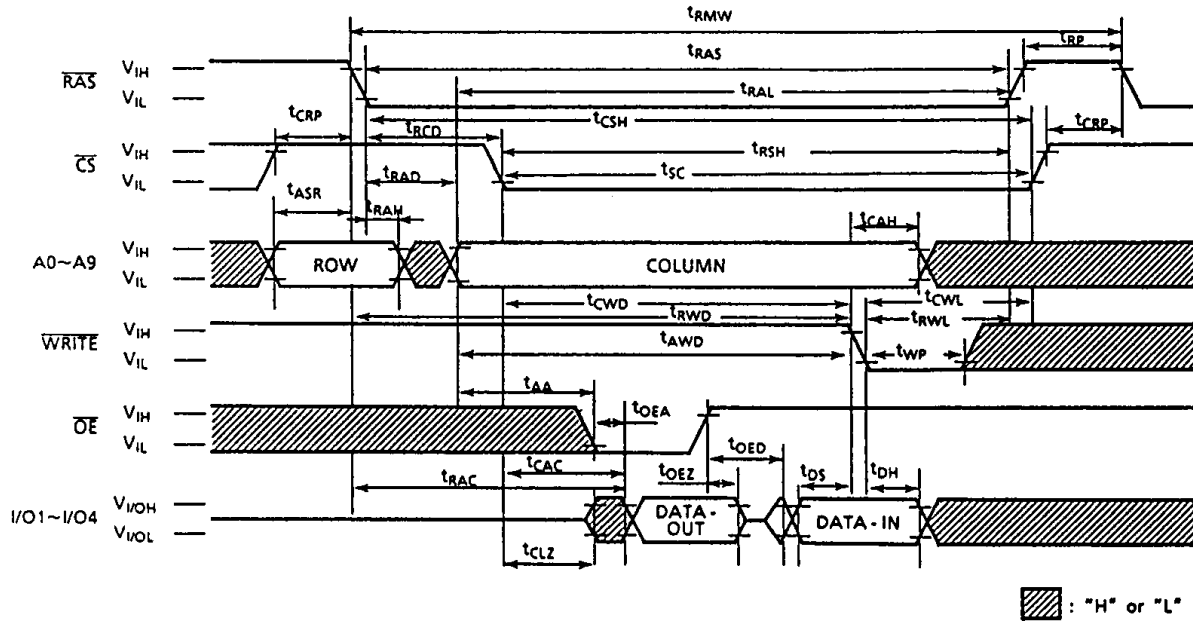 tRMW
tRP
tRAS
RAS VIH
VIL
tRAL
tCRP
tCSH
tRCD
tCRP
CS VIH
VIL
tRSH
tRAD
tSC
tASR
tRAH
tCAH
A0~A9 VIH
VIL
ROW
COLUMN
tCWD
tCWL
tRWD
tRWL
WRITE VIH
VIL
tAWD
tWP
tAA
tOEA
OE VIH
VIL
tOED
tCAC
tOEZ
tRAC
tDS
tDH
I/O1~I/O4 VI/OH
VI/OL
DATA-
OUT
DATA-IN
tCLZ
: "H" or "L"